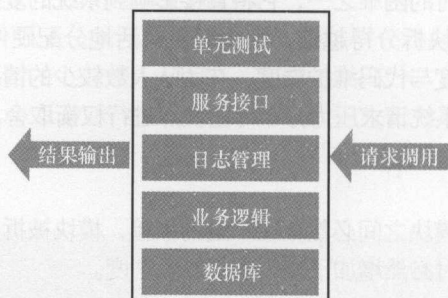 单元测试
服务接口
结果输出
日志管理
请求调用
业务逻辑
数据库